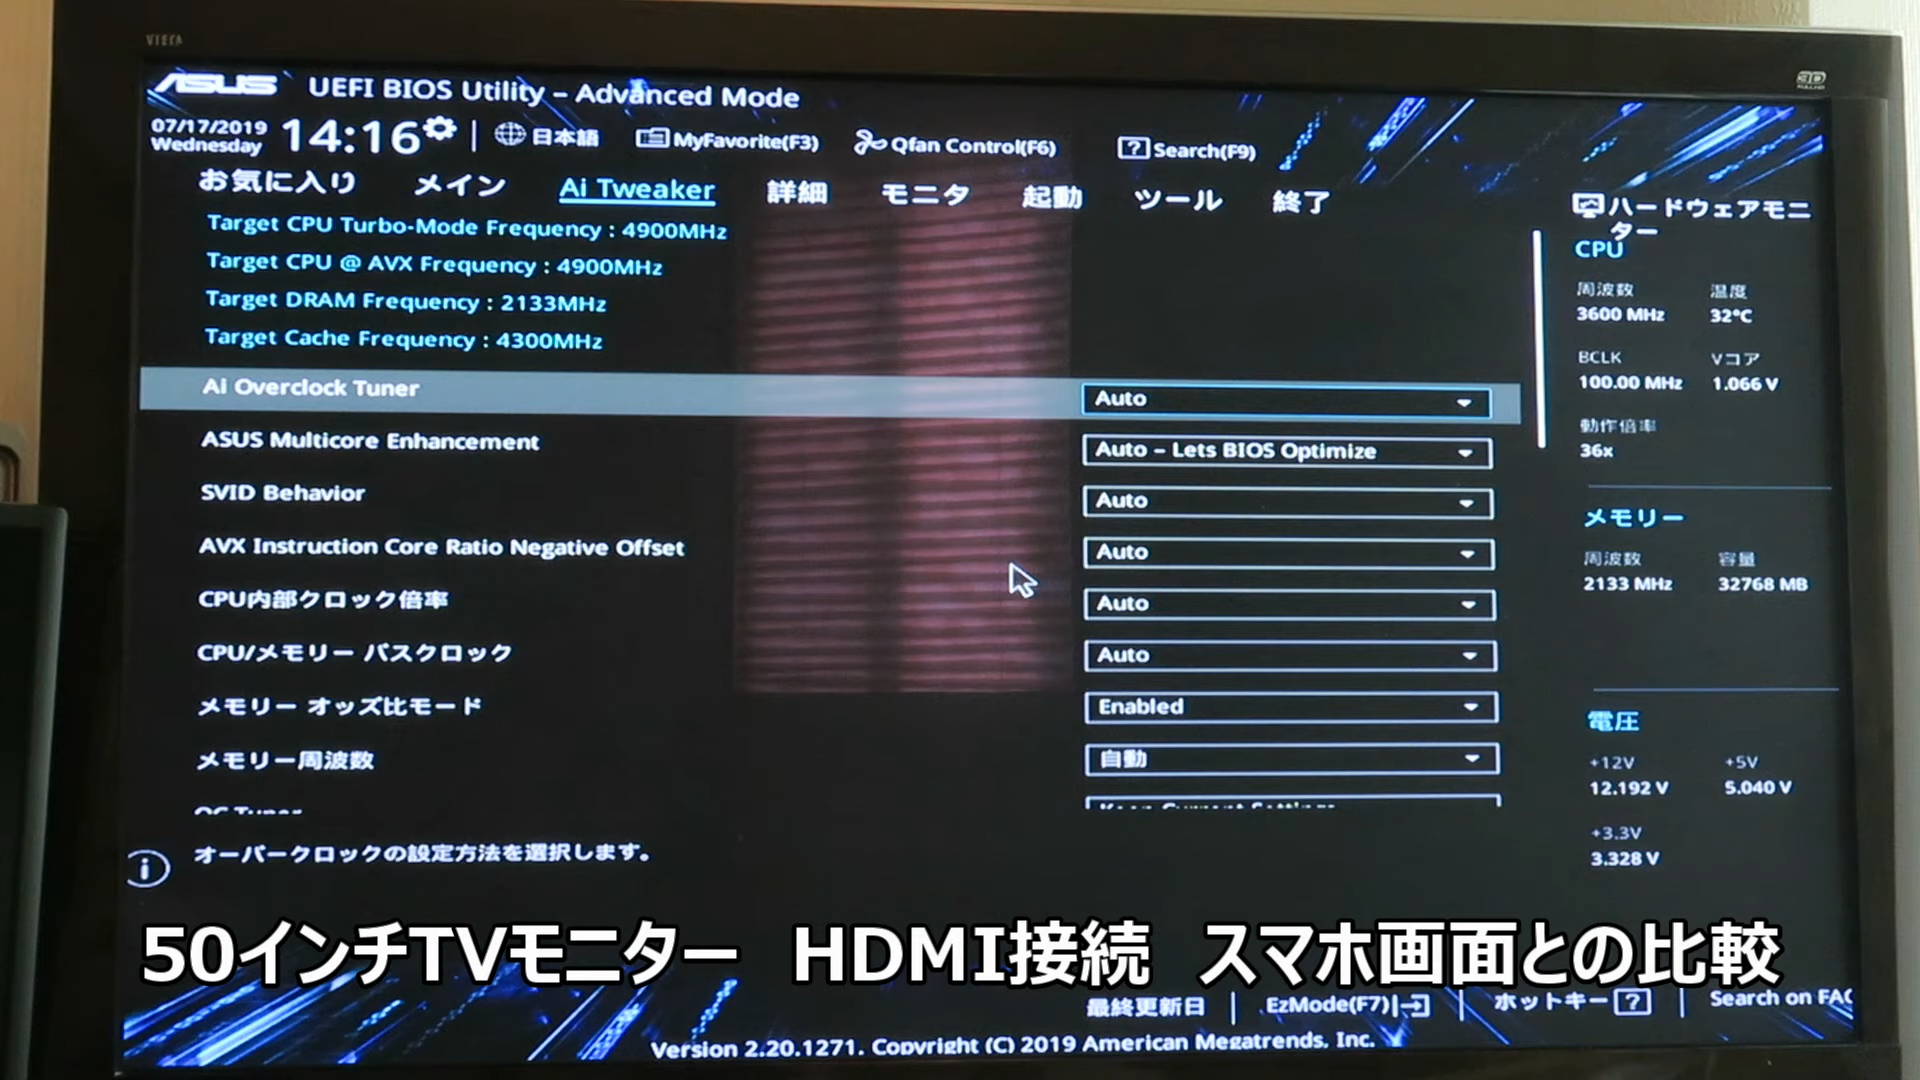 VIERA
ASUS UEFI BIOS Utility – Advanced Mode
07/17/2019 14:16 日本語 MyFavorite(F3) Qfan Control(F6) Search(F9)
Wednesday
お気に入り メイン Ai Tweaker 詳細 モニタ 起動 ツール 終了
Target CPU Turbo-Mode Frequency : 4900MHz
Target CPU @ AVX Frequency : 4900MHz
Target DRAM Frequency : 2133MHz
Target Cache Frequency : 4300MHz
Ai Overclock Tuner Auto
ASUS Multicore Enhancement Auto – Lets BIOS Optimize
SVID Behavior Auto
AVX Instruction Core Ratio Negative Offset Auto
CPU内部クロック倍率 Auto
CPU/メモリー バスクロック Auto
メモリー オッズ比モード Enabled
メモリー周波数 自動
オーバークロックの設定方法を選択します。
ハードウェアモニ
ター
CPU
周波数 温度
3600 MHz 32°C
BCLK Vコア
100.00 MHz 1.066 V
動作倍率
36x
メモリー
周波数 容量
2133 MHz 32768 MB
電圧
+12V +5V
12.192 V 5.040 V
+3.3V
3.328 V
50インチTVモニター HDMI接続 スマホ画面との比較
最終更新日 EzMode(F7) ホットキー ? Search on FAQ
Version 2.20.1271. Copyright (C) 2019 American Megatrends, Inc.